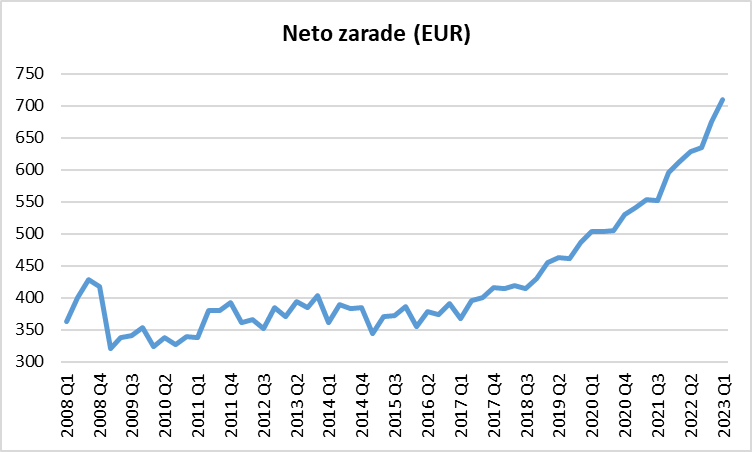 Neto zarade (EUR)
750
700
650
600
550
500
450
400
350
300
2008 Q1
2008 Q4
2009 Q3
2010 Q2
2011 Q1
2011 Q4
2012 Q3
2013 Q2
2014 Q1
2014 Q4
2015 Q3
2016 Q2
2017 Q1
2017 Q4
2018 Q3
2019 Q2
2020 Q1
2020 Q4
2021 Q3
2022 Q2
2023 Q1